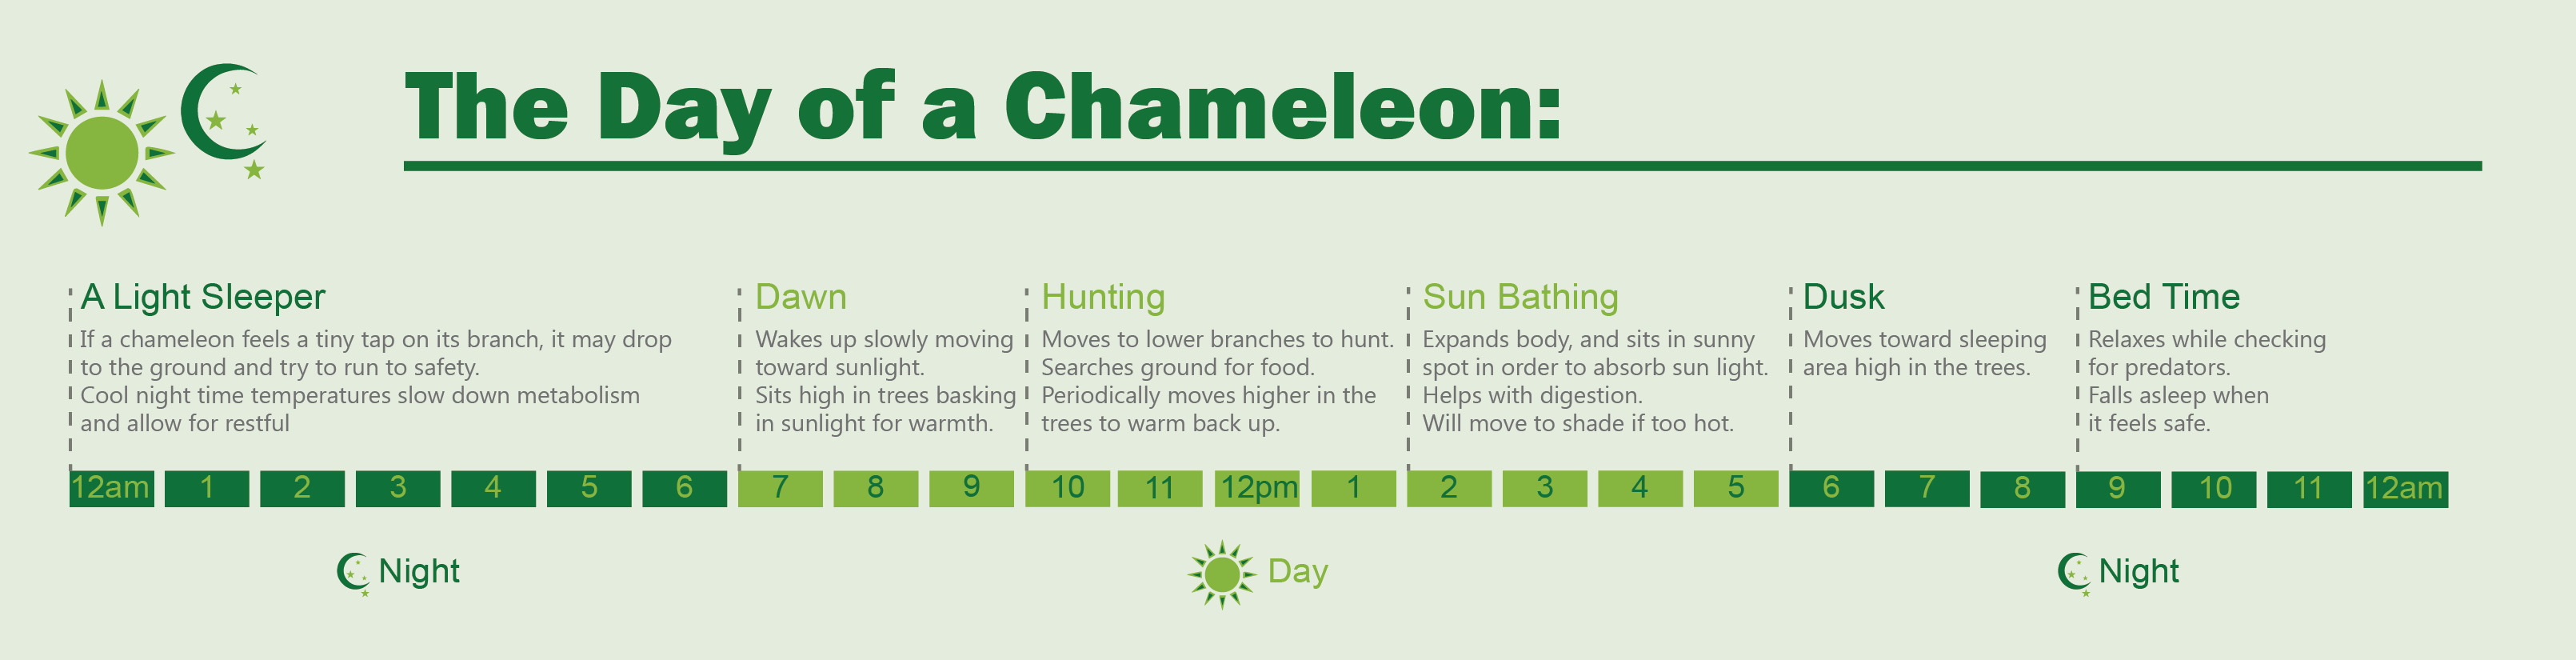 The Day of a Chameleon:
A Light Sleeper
If a chameleon feels a tiny tap on its branch, it may drop
to the ground and try to run to safety.
Cool night time temperatures slow down metabolism
and allow for restful
Dawn
Wakes up slowly moving
toward sunlight.
Sits high in trees basking
in sunlight for warmth.
Hunting
Moves to lower branches to hunt.
Searches ground for food.
Periodically moves higher in the
trees to warm back up.
Sun Bathing
Expands body, and sits in sunny
spot in order to absorb sun light.
Helps with digestion.
Will move to shade if too hot.
Dusk
Moves toward sleeping
area high in the trees.
Bed Time
Relaxes while checking
for predators.
Falls asleep when
it feels safe.
12am 1 2 3 4 5 6 7 8 9 10 11 12pm 1 2 3 4 5 6 7 8 9 10 11 12am
Night Day Night